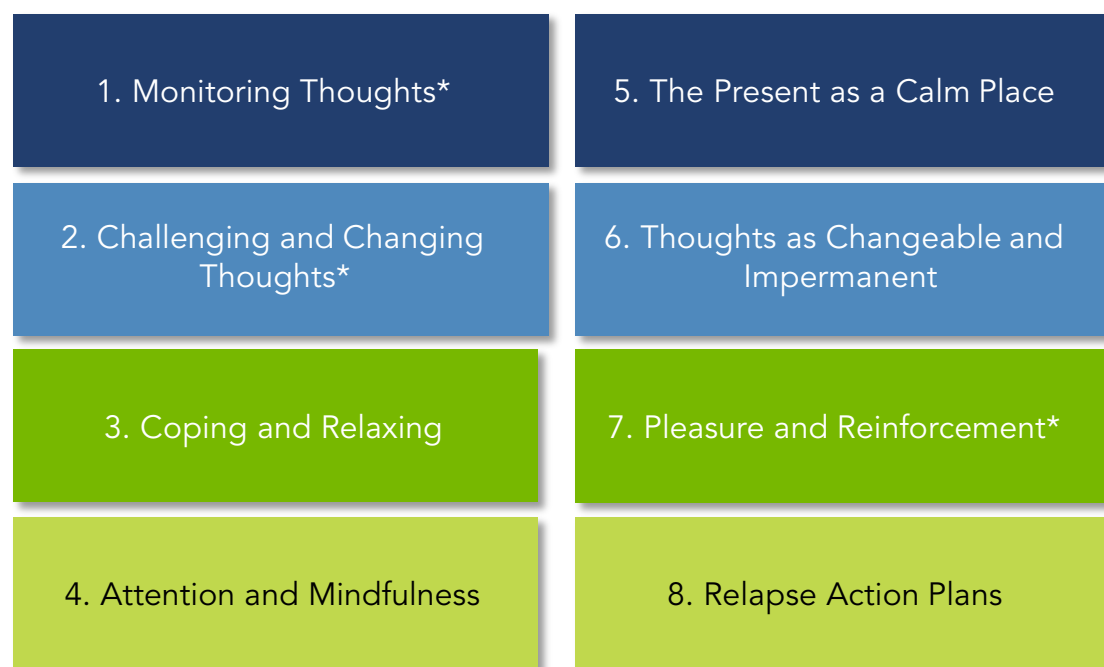 1. Monitoring Thoughts*
2. Challenging and Changing
Thoughts*
3. Coping and Relaxing
4. Attention and Mindfulness
5. The Present as a Calm Place
6. Thoughts as Changeable and
Impermanent
7. Pleasure and Reinforcement*
8. Relapse Action Plans